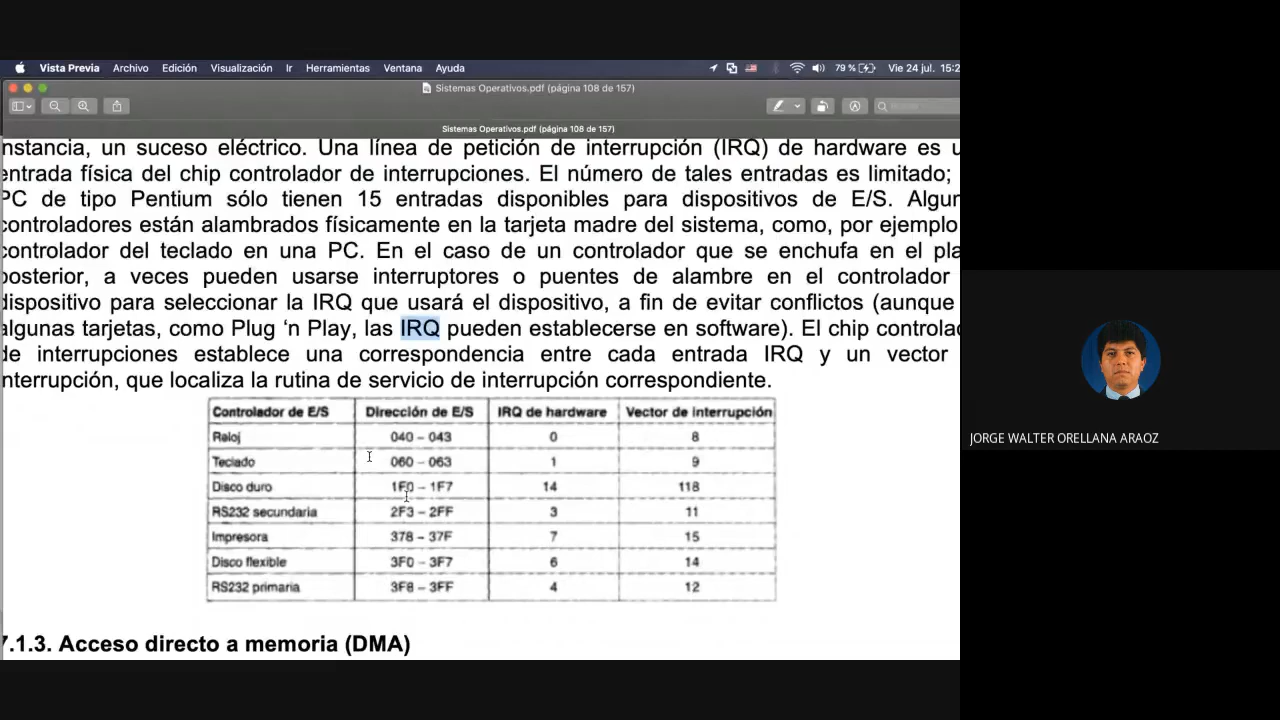 Vista Previa Archivo Edición Visualización Ir Herramientas Ventana Ayuda 79 % Vie 24 jul. 15:2
Sistemas Operativos.pdf (página 108 de 157)
Sistemas Operativos.pdf (página 108 de 157)
nstancia, un suceso eléctrico. Una línea de petición de interrupción (IRQ) de hardware es u
entrada física del chip controlador de interrupciones. El número de tales entradas es limitado;
PC de tipo Pentium sólo tienen 15 entradas disponibles para dispositivos de E/S. Algun
controladores están alambrados físicamente en la tarjeta madre del sistema, como, por ejemplo
controlador del teclado en una PC. En el caso de un controlador que se enchufa en el pla
posterior, a veces pueden usarse interruptores o puentes de alambre en el controlador
dispositivo para seleccionar la IRQ que usará el dispositivo, a fin de evitar conflictos (aunque
algunas tarjetas, como Plug ‘n Play, las IRQ pueden establecerse en software). El chip controlad
de interrupciones establece una correspondencia entre cada entrada IRQ y un vector
nterrupción, que localiza la rutina de servicio de interrupción correspondiente.
Controlador de E/S Dirección de E/S IRQ de hardware Vector de interrupción
Reloj 040 – 043 0 8
Teclado 060 – 063 1 9
Disco duro 1F0 – 1F7 14 118
RS232 secundaria 2F3 – 2FF 3 11
Impresora 378 – 37F 7 15
Disco flexible 3F0 – 3F7 6 14
RS232 primaria 3F8 – 3FF 4 12
7.1.3. Acceso directo a memoria (DMA)
JORGE WALTER ORELLANA ARAOZ